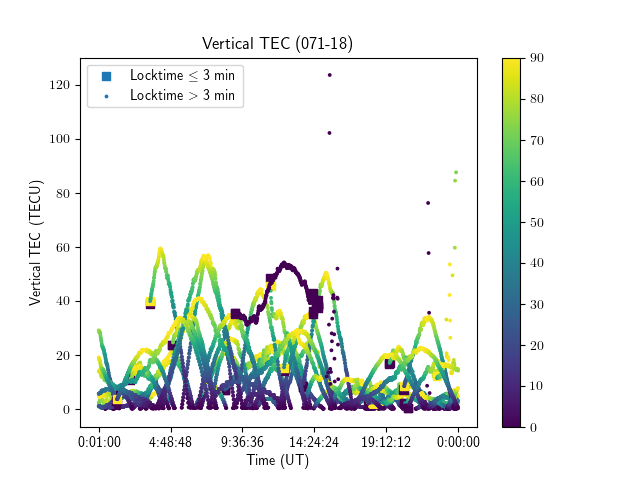 Vertical TEC (071-18)
Locktime ≤ 3 min
Locktime > 3 min
Vertical TEC (TECU)
120
100
80
60
40
20
0
0:01:00 4:48:48 9:36:36 14:24:24 19:12:12 0:00:00
Time (UT)
90
80
70
60
50
40
30
20
10
0